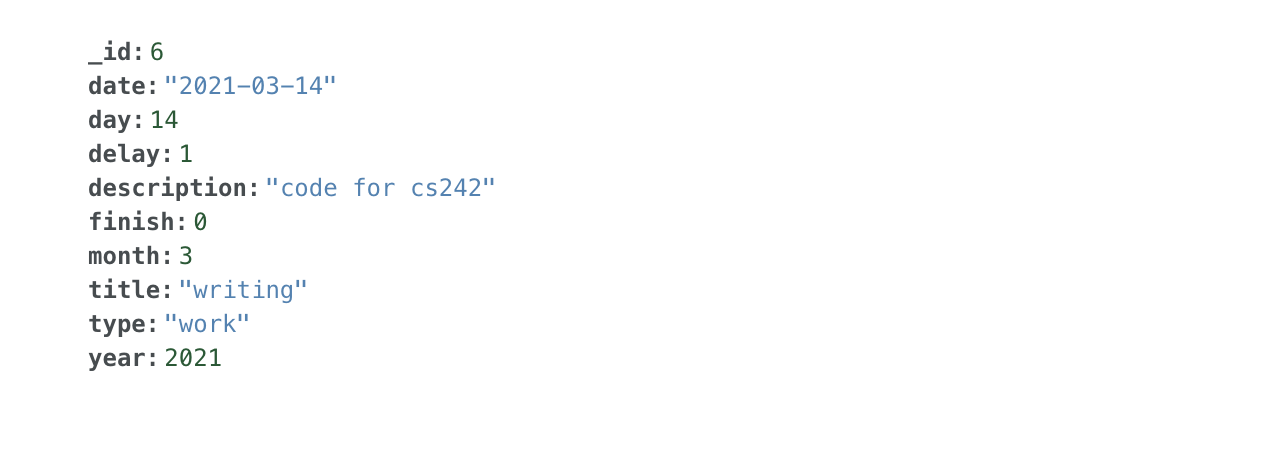 _id: 6
date: "2021-03-14"
day: 14
delay: 1
description: "code for cs242"
finish: 0
month: 3
title: "writing"
type: "work"
year: 2021